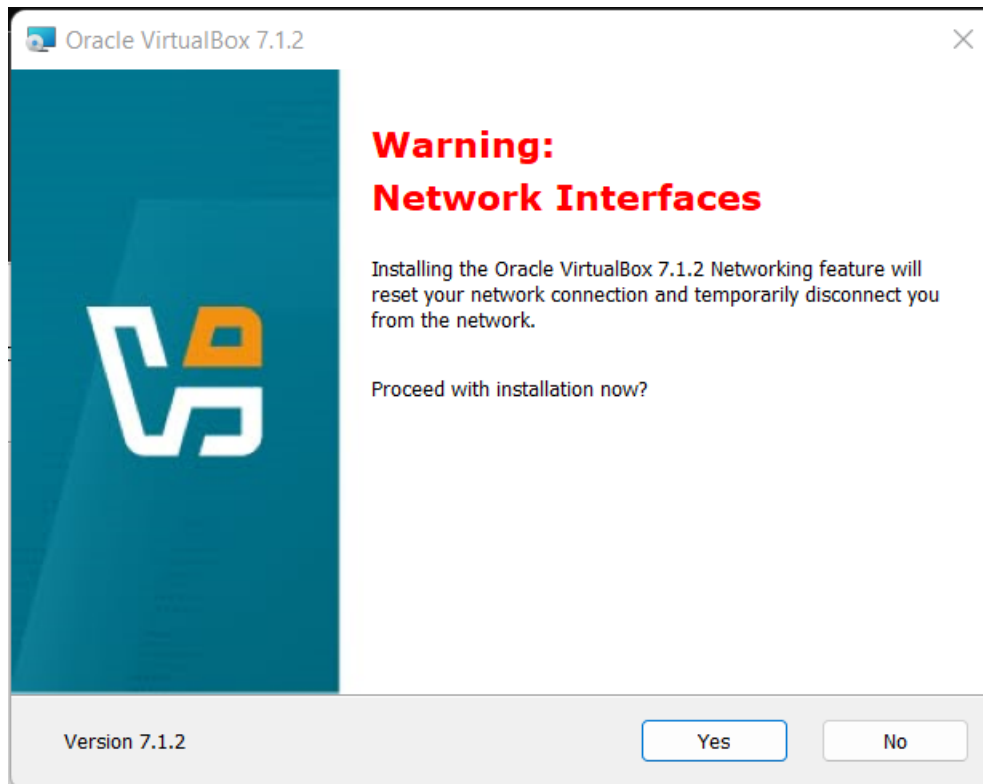 Oracle VirtualBox 7.1.2
Warning:
Network Interfaces
Installing the Oracle VirtualBox 7.1.2 Networking feature will
reset your network connection and temporarily disconnect you
from the network.
Proceed with installation now?
Version 7.1.2
Yes
No